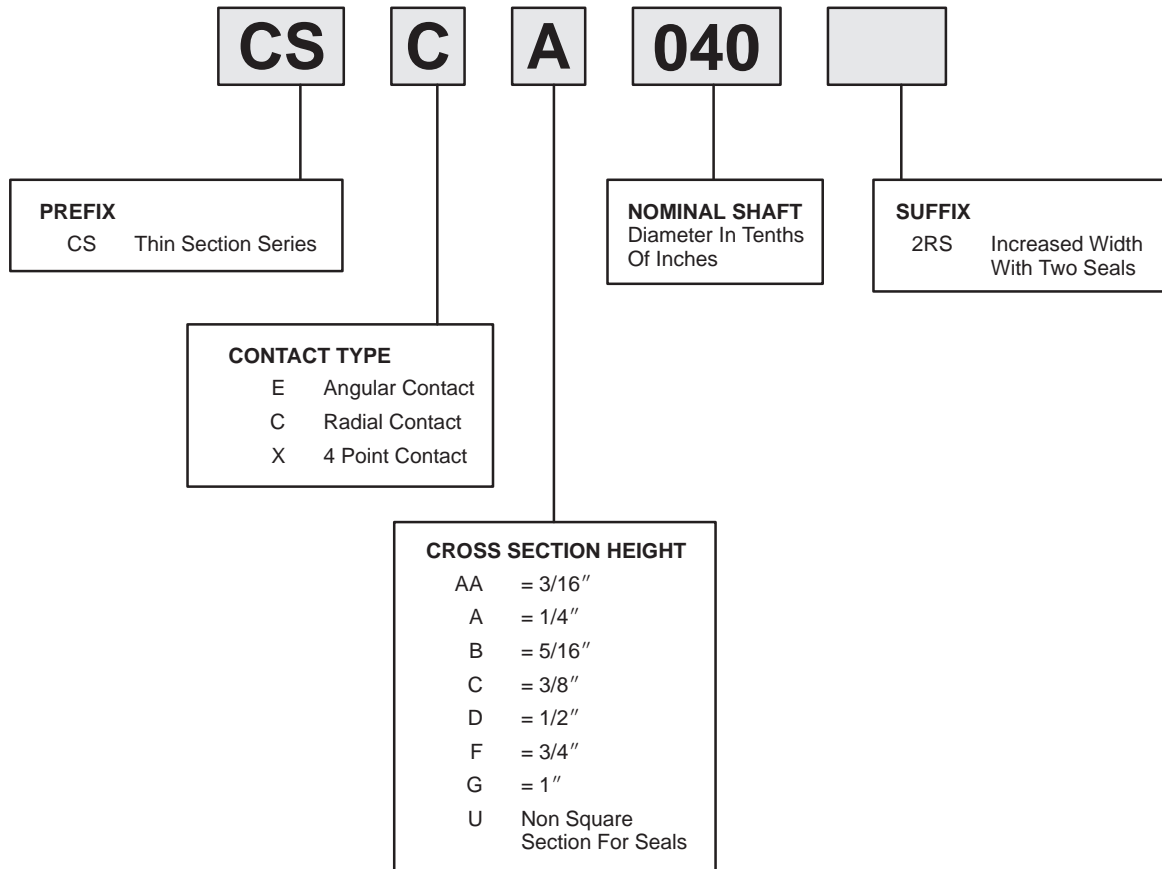 CS C A 040
PREFIX
CS Thin Section Series
NOMINAL SHAFT
Diameter In Tenths
Of Inches
SUFFIX
2RS Increased Width
With Two Seals
CONTACT TYPE
E Angular Contact
C Radial Contact
X 4 Point Contact
CROSS SECTION HEIGHT
AA = 3/16″
A = 1/4″
B = 5/16″
C = 3/8″
D = 1/2″
F = 3/4″
G = 1″
U Non Square
Section For Seals